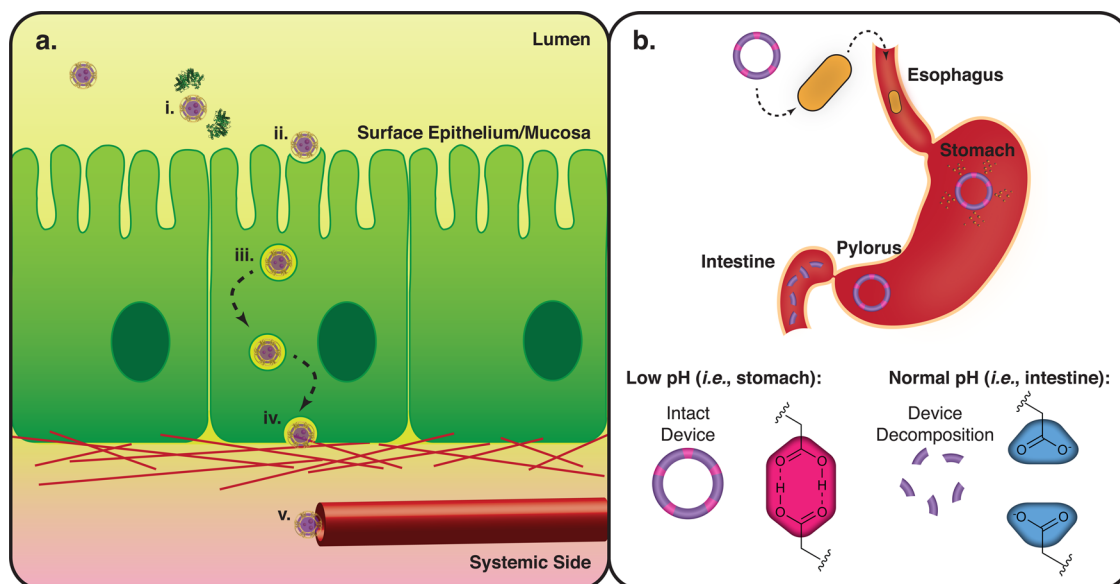 a.
Lumen
i.
ii.
Surface Epithelium/Mucosa
iii.
iv.
v.
Systemic Side
b.
Esophagus
Stomach
Pylorus
Intestine
Low pH (i.e., stomach):
Intact
Device
O
O
H
H
O
O
Normal pH (i.e., intestine):
Device
Decomposition
O
O-
-O
O